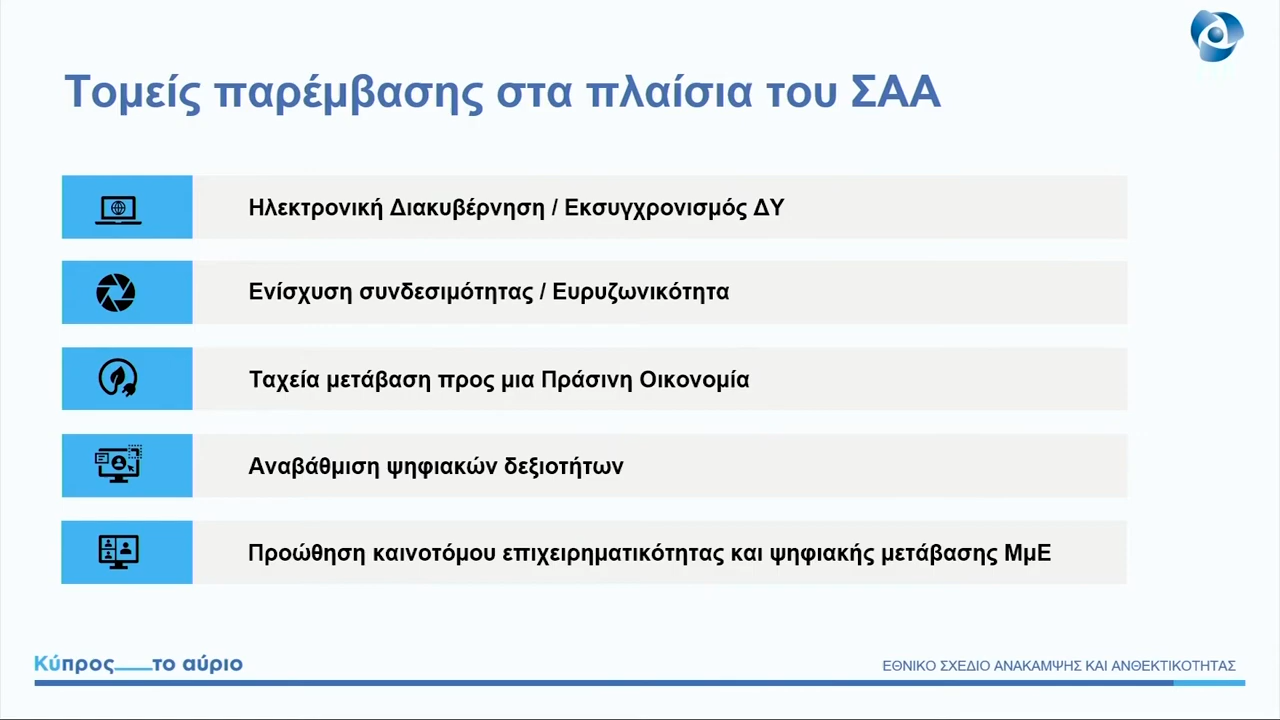 Τομείς παρέμβασης στα πλαίσια του ΣΑΑ
Ηλεκτρονική Διακυβέρνηση / Εκσυγχρονισμός ΔΥ
Ενίσχυση συνδεσιμότητας / Ευρυζωνικότητα
Ταχεία μετάβαση προς μια Πράσινη Οικονομία
Αναβάθμιση ψηφιακών δεξιοτήτων
Προώθηση καινοτόμου επιχειρηματικότητας και ψηφιακής μετάβασης ΜμΕ
Κύπρος___το αύριο
ΕΘΝΙΚΟ ΣΧΕΔΙΟ ΑΝΑΚΑΜΨΗΣ ΚΑΙ ΑΝΘΕΚΤΙΚΟΤΗΤΑΣ